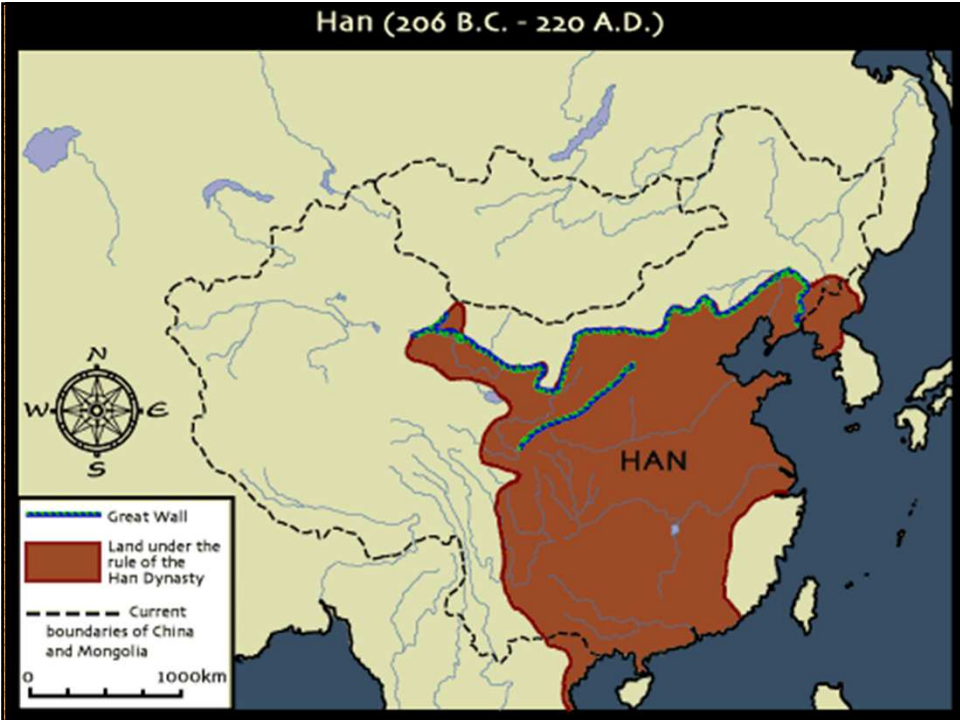 Han (206 B.C. - 220 A.D.)
N
W E
S
HAN
Great Wall
Land under the
rule of the
Han Dynasty
Current
boundaries of China
and Mongolia
0 1000km